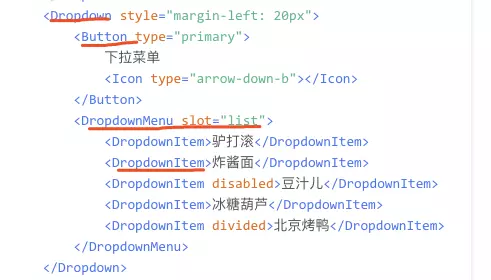 <Dropdown style="margin-left: 20px">
<Button type="primary">
下拉菜单
<Icon type="arrow-down-b"></Icon>
</Button>
<DropdownMenu slot="list">
<DropdownItem>驴打滚</DropdownItem>
<DropdownItem>炸酱面</DropdownItem>
<DropdownItem disabled>豆汁儿</DropdownItem>
<DropdownItem>冰糖葫芦</DropdownItem>
<DropdownItem divided>北京烤鸭</DropdownItem>
</DropdownMenu>
</Dropdown>